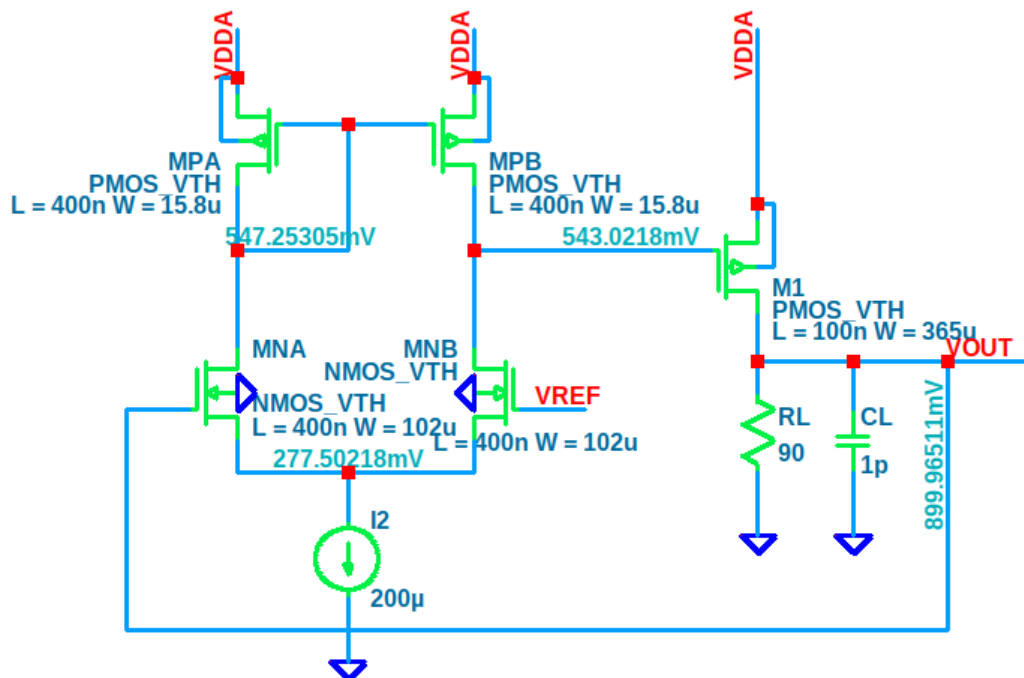 VDDA
VDDA
VDDA
MPA
PMOS_VTH
L = 400n W = 15.8u
MPB
PMOS_VTH
L = 400n W = 15.8u
547.25305mV
543.0218mV
M1
PMOS_VTH
L = 100n W = 365u
VOUT
MNA
NMOS_VTH
L = 400n W = 102u
MNB
NMOS_VTH
L = 400n W = 102u
VREF
277.50218mV
RL
90
CL
1p
899.96511mV
I2
200µ